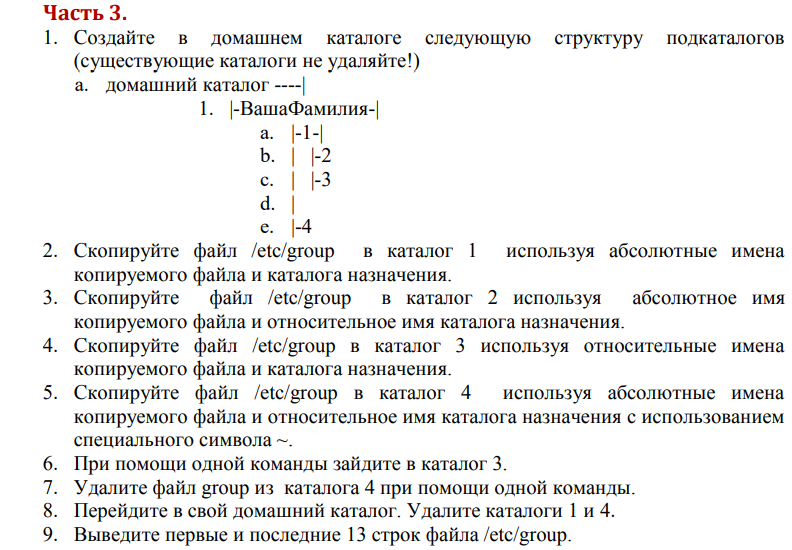 Часть 3.
1. Создайте в домашнем каталоге следующую структуру подкаталогов
(существующие каталоги не удаляйте!)
a. домашний каталог ----|
1. |-ВашаФамилия-|
a. |-1-|
b. | |-2
c. | |-3
d. |
e. |-4
2. Скопируйте файл /etc/group в каталог 1 используя абсолютные имена
копируемого файла и каталога назначения.
3. Скопируйте файл /etc/group в каталог 2 используя абсолютное имя
копируемого файла и относительное имя каталога назначения.
4. Скопируйте файл /etc/group в каталог 3 используя относительные имена
копируемого файла и каталога назначения.
5. Скопируйте файл /etc/group в каталог 4 используя абсолютные имена
копируемого файла и относительное имя каталога назначения с использованием
специального символа ~.
6. При помощи одной команды зайдите в каталог 3.
7. Удалите файл group из каталога 4 при помощи одной команды.
8. Перейдите в свой домашний каталог. Удалите каталоги 1 и 4.
9. Выведите первые и последние 13 строк файла /etc/group.